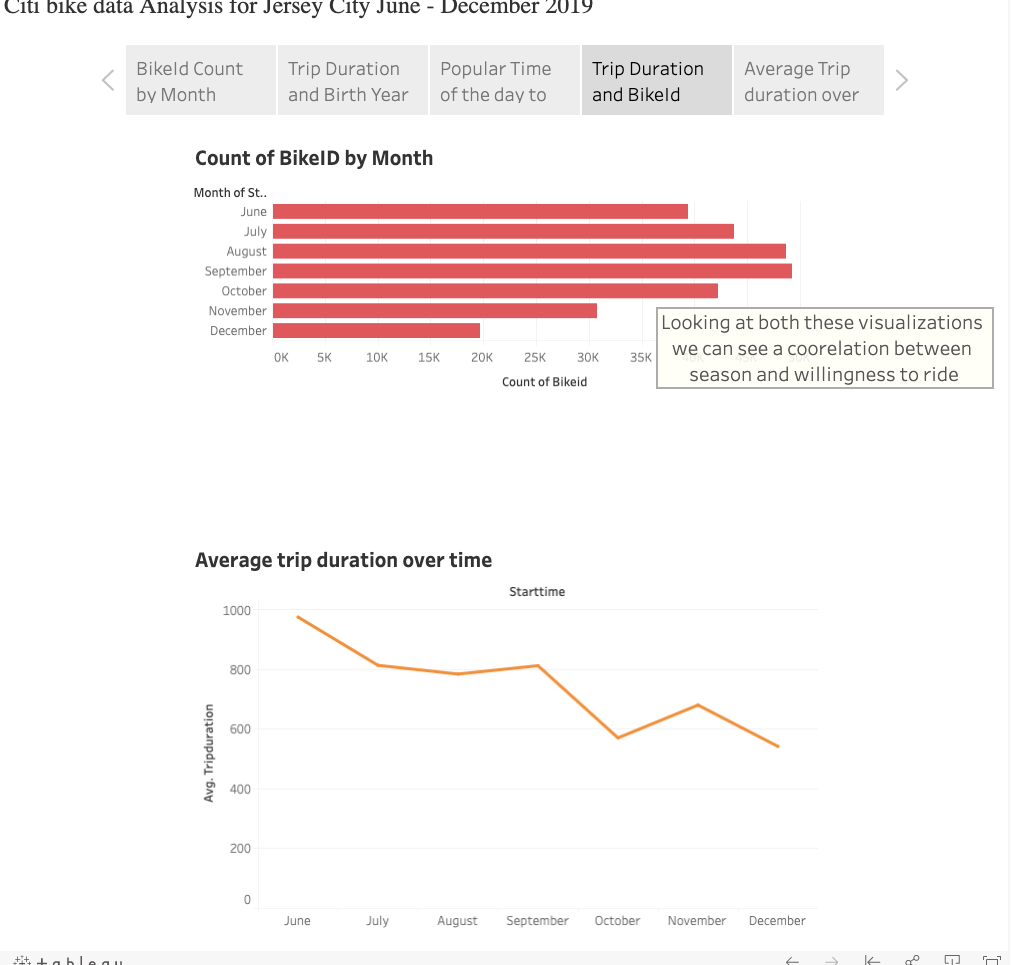 Citi bike data Analysis for Jersey City June - December 2019
BikeId Count
by Month
Trip Duration
and Birth Year
Popular Time
of the day to
Trip Duration
and BikeId
Average Trip
duration over
Count of BikeID by Month
Month of St..
June
July
August
September
October
November
December
0K 5K 10K 15K 20K 25K 30K 35K 40K 45K 50K
Count of Bikeid
Looking at both these visualizations
we can see a coorelation between
season and willingness to ride
Average trip duration over time
Starttime
1000
800
600
400
200
0
Avg. Tripduration
June July August September October November December
tableau